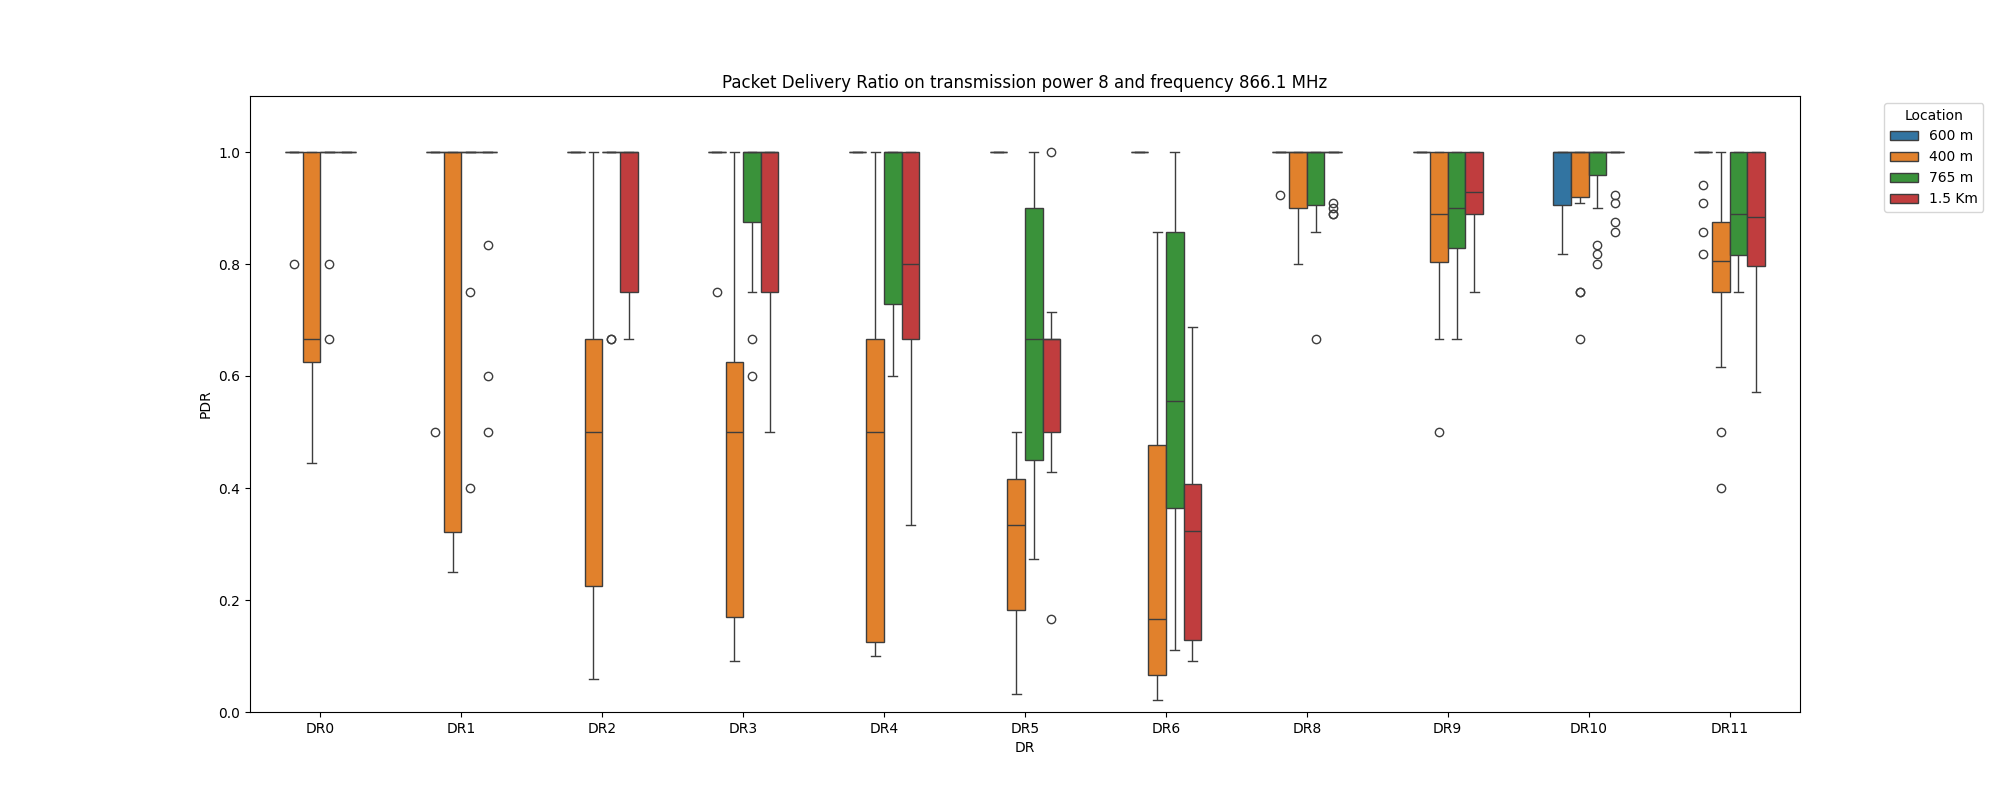 Packet Delivery Ratio on transmission power 8 and frequency 866.1 MHz
Location
600 m
400 m
765 m
1.5 Km
1.0
0.8
0.6
0.4
0.2
0.0
PDR
DR0 DR1 DR2 DR3 DR4 DR5 DR6 DR8 DR9 DR10 DR11
DR